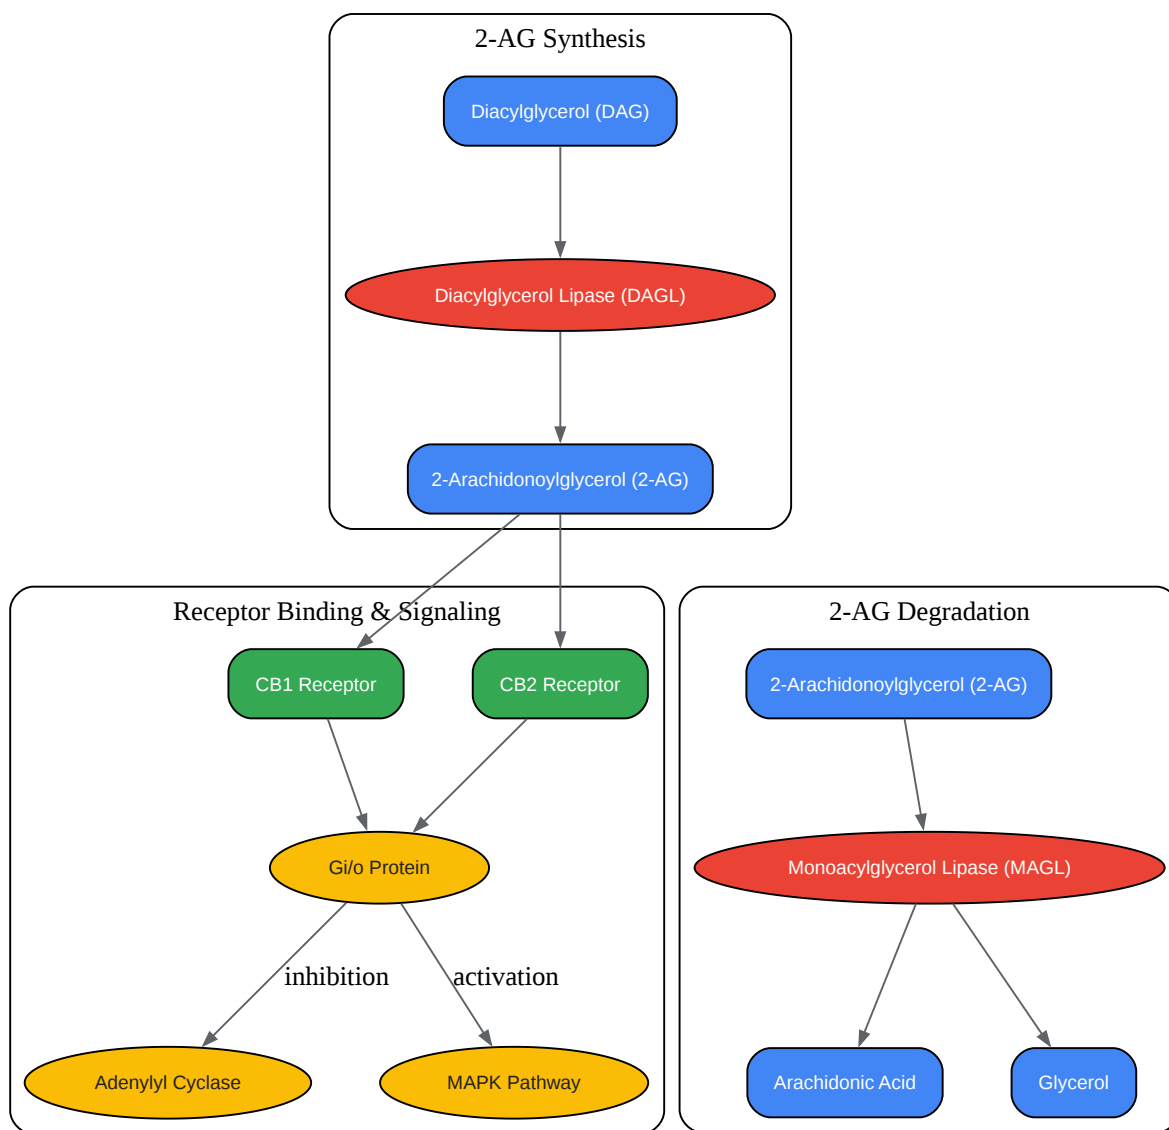 2-AG Synthesis
Diacylglycerol (DAG)
Diacylglycerol Lipase (DAGL)
2-Arachidonoylglycerol (2-AG)
Receptor Binding & Signaling
CB1 Receptor
CB2 Receptor
Gi/o Protein
inhibition
activation
Adenylyl Cyclase
MAPK Pathway
2-AG Degradation
2-Arachidonoylglycerol (2-AG)
Monoacylglycerol Lipase (MAGL)
Arachidonic Acid
Glycerol